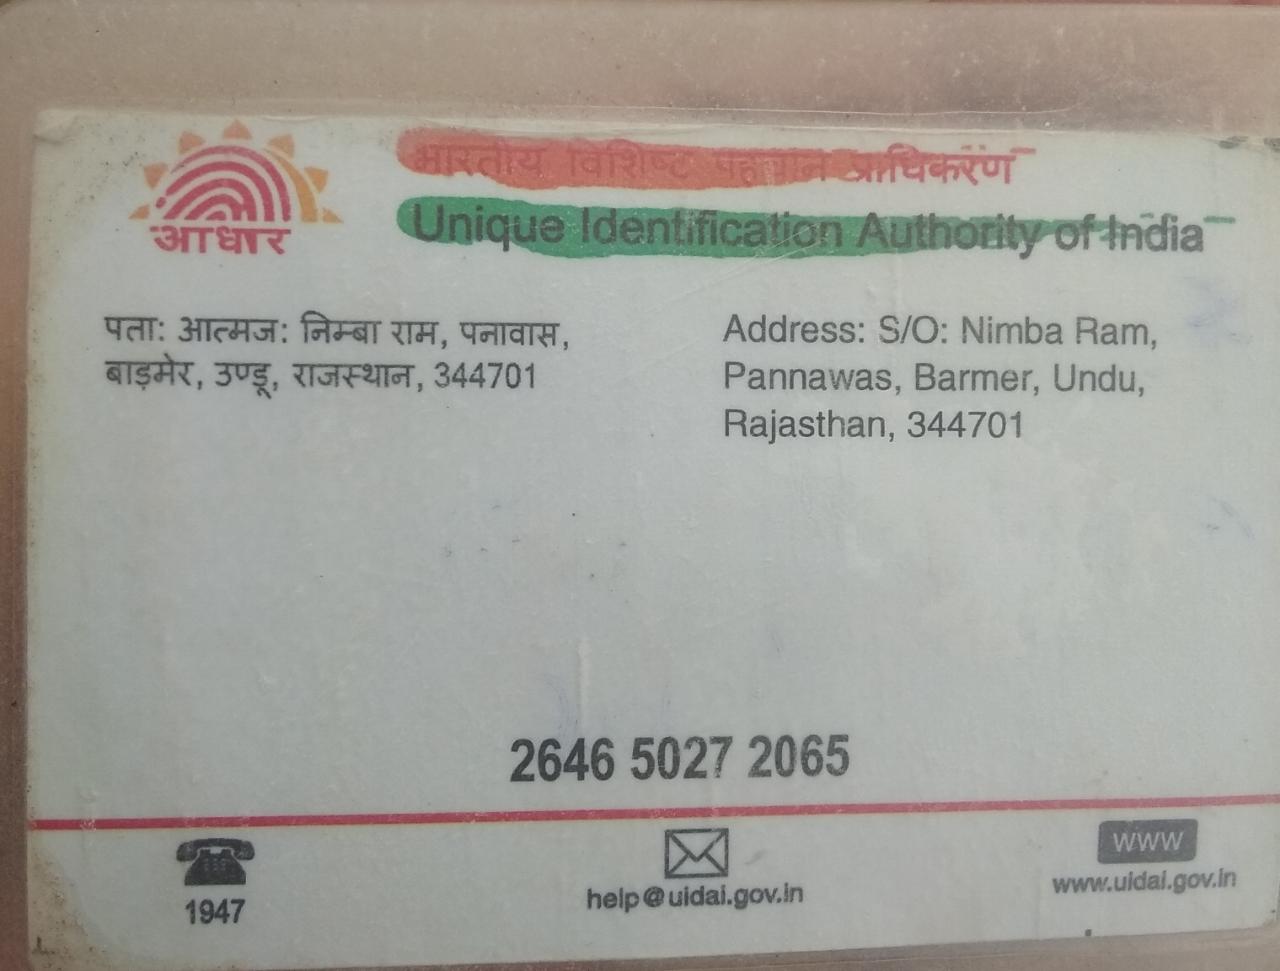 आधार
भारतीय विशिष्ट पहचान प्राधिकरण
Unique Identification Authority of India
पता: आत्मज: निम्बा राम, पनावास,
बाड़मेर, उण्डू, राजस्थान, 344701
Address: S/O: Nimba Ram,
Pannawas, Barmer, Undu,
Rajasthan, 344701
2646 5027 2065
1947
help@uidai.gov.in
WWW
www.uidai.gov.in